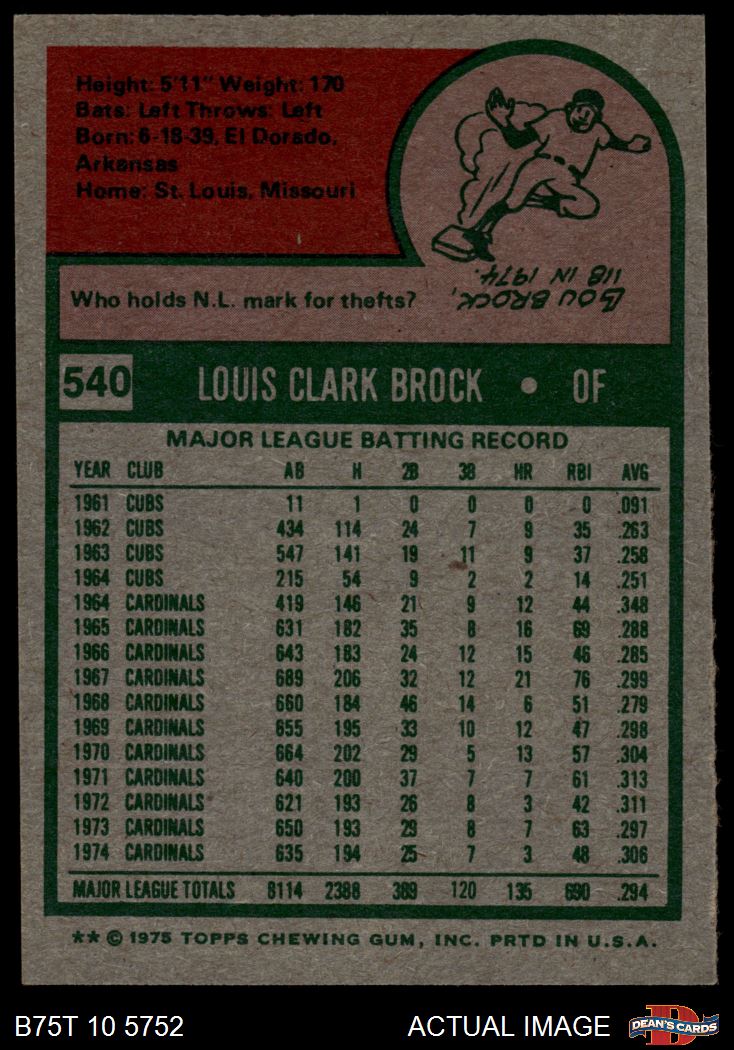 Height: 5'11" Weight: 170
Bats: Left Throws: Left
Born: 6-18-39, El Dorado,
Arkansas
Home: St. Louis, Missouri
Who holds N.L. mark for thefts?
LOU BROCK,
118 IN 1974.
540 LOUIS CLARK BROCK • OF
MAJOR LEAGUE BATTING RECORD
YEAR CLUB AB H 2B 3B HR RBI AVG
1961 CUBS 11 1 0 0 0 0 .091
1962 CUBS 434 114 24 7 9 35 .263
1963 CUBS 547 141 19 11 9 37 .258
1964 CUBS 215 54 9 2 2 14 .251
1964 CARDINALS 419 146 21 9 12 44 .348
1965 CARDINALS 631 182 35 8 16 69 .288
1966 CARDINALS 643 183 24 12 15 46 .285
1967 CARDINALS 689 206 32 12 21 76 .299
1968 CARDINALS 660 184 46 14 6 51 .279
1969 CARDINALS 655 195 33 10 12 47 .298
1970 CARDINALS 664 202 29 5 13 57 .304
1971 CARDINALS 640 200 37 7 7 61 .313
1972 CARDINALS 621 193 26 8 3 42 .311
1973 CARDINALS 650 193 29 8 7 63 .297
1974 CARDINALS 635 194 25 7 3 48 .306
MAJOR LEAGUE TOTALS 8114 2388 389 120 135 690 .294
** © 1975 TOPPS CHEWING GUM, INC. PRTD IN U.S.A.
B75T 10 5752 ACTUAL IMAGE D DEAN'S CARDS